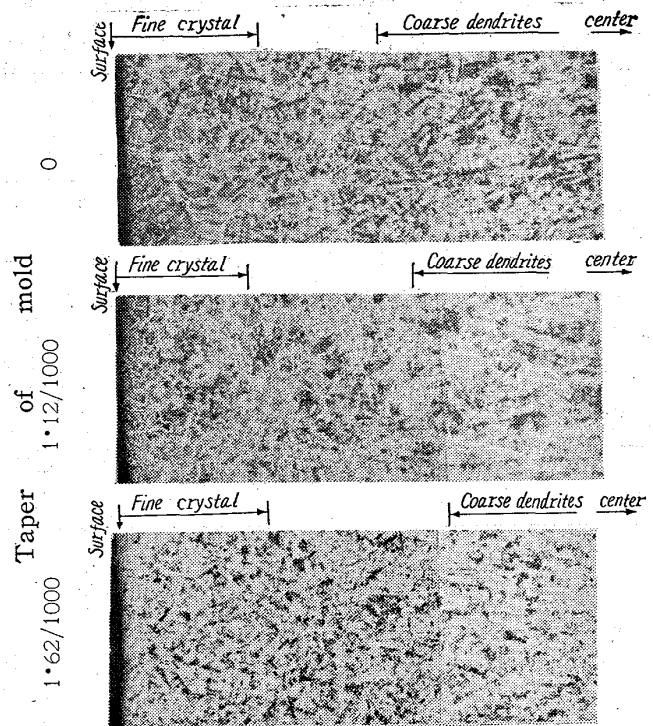 Fine crystal Coarse dendrites center
Surface
0
Fine crystal Coarse dendrites center
Surface
1·12/1000
Fine crystal Coarse dendrites center
Surface
1·62/1000
Taper of mold